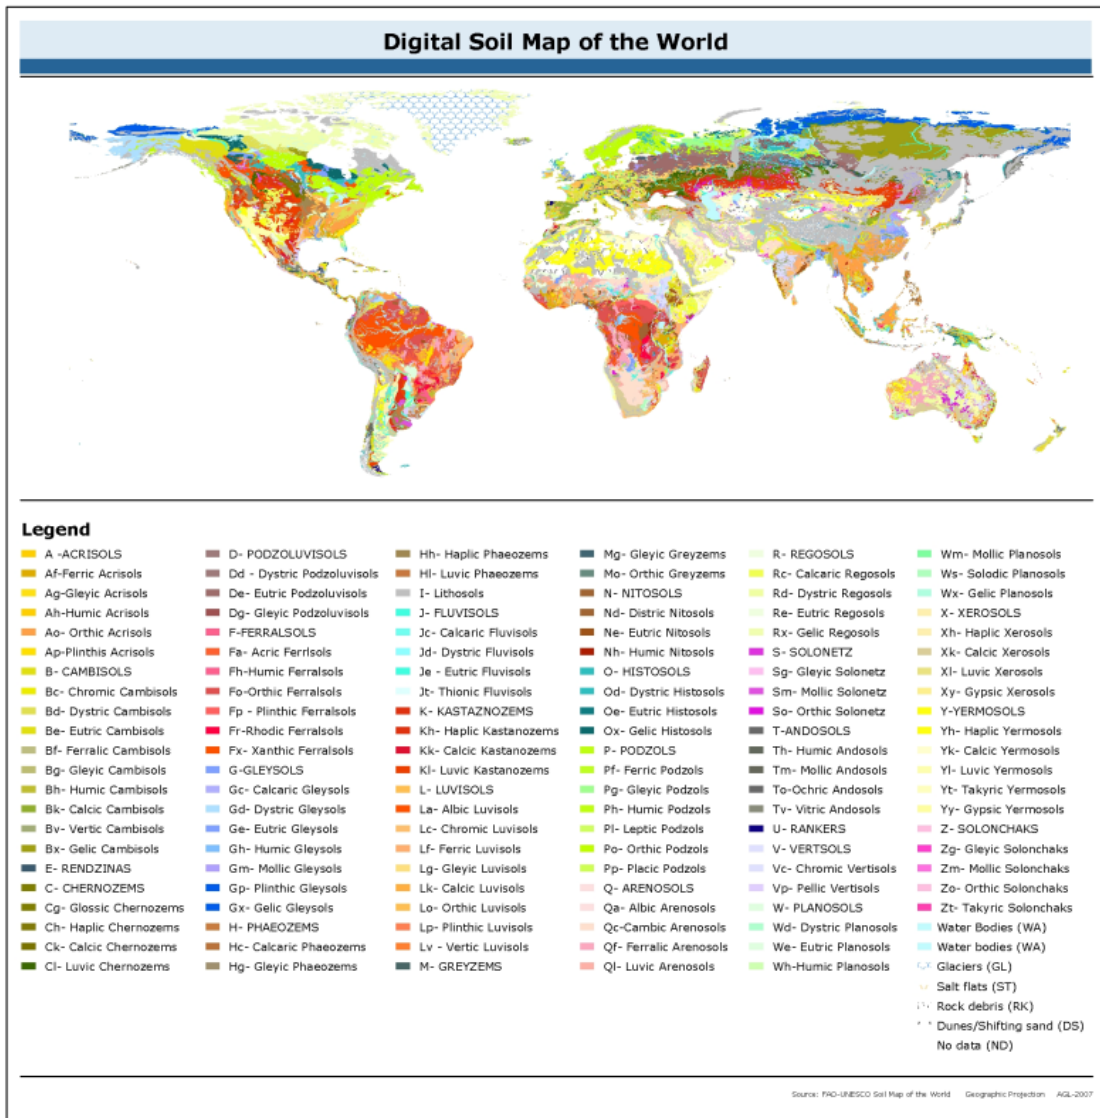 Digital Soil Map of the World
Legend
A -ACRISOLS
Af-Ferric Acrisols
Ag-Gleyic Acrisols
Ah-Humic Acrisols
Ao- Orthic Acrisols
Ap-Plinthis Acrisols
B- CAMBISOLS
Bc- Chromic Cambisols
Bd- Dystric Cambisols
Be- Eutric Cambisols
Bf- Ferralic Cambisols
Bg- Gleyic Cambisols
Bh- Humic Cambisols
Bk- Calcic Cambisols
Bv- Vertic Cambisols
Bx- Gelic Cambisols
E- RENDZINAS
C- CHERNOZEMS
Cg- Glossic Chernozems
Ch- Haplic Chernozems
Ck- Calcic Chernozems
Cl- Luvic Chernozems
D- PODZOLUVISOLS
Dd - Dystric Podzoluvisols
De- Eutric Podzoluvisols
Dg- Gleyic Podzoluvisols
F-FERRALSOLS
Fa- Acric Ferrlsols
Fh-Humic Ferralsols
Fo-Orthic Ferralsols
Fp - Plinthic Ferralsols
Fr-Rhodic Ferralsols
Fx- Xanthic Ferralsols
G-GLEYSOLS
Gc- Calcaric Gleysols
Gd- Dystric Gleysols
Ge- Eutric Gleysols
Gh- Humic Gleysols
Gm- Mollic Gleysols
Gp- Plinthic Gleysols
Gx- Gelic Gleysols
H- PHAEOZEMS
Hc- Calcaric Phaeozems
Hg- Gleyic Phaeozems
Hh- Haplic Phaeozems
Hl- Luvic Phaeozems
I- Lithosols
J- FLUVISOLS
Jc- Calcaric Fluvisols
Jd- Dystric Fluvisols
Je - Eutric Fluvisols
Jt- Thionic Fluvisols
K- KASTAZNOZEMS
Kh- Haplic Kastanozems
Kk- Calcic Kastanozems
Kl- Luvic Kastanozems
L- LUVISOLS
La- Albic Luvisols
Lc- Chromic Luvisols
Lf- Ferric Luvisols
Lg- Gleyic Luvisols
Lk- Calcic Luvisols
Lo- Orthic Luvisols
Lp- Plinthic Luvisols
Lv - Vertic Luvisols
M- GREYZEMS
Mg- Gleyic Greyzems
Mo- Orthic Greyzems
N- NITOSOLS
Nd- Distric Nitosols
Ne- Eutric Nitosols
Nh- Humic Nitosols
O- HISTOSOLS
Od- Dystric Histosols
Oe- Eutric Histosols
Ox- Gelic Histosols
P- PODZOLS
Pf- Ferric Podzols
Pg- Gleyic Podzols
Ph- Humic Podzols
Pl- Leptic Podzols
Po- Orthic Podzols
Pp- Placic Podzols
Q- ARENOSOLS
Qa- Albic Arenosols
Qc-Cambic Arenosols
Qf- Ferralic Arenosols
Ql- Luvic Arenosols
R- REGOSOLS
Rc- Calcaric Regosols
Rd- Dystric Regosols
Re- Eutric Regosols
Rx- Gelic Regosols
S- SOLONETZ
Sg- Gleyic Solonetz
Sm- Mollic Solonetz
So- Orthic Solonetz
T-ANDOSOLS
Th- Humic Andosols
Tm- Mollic Andosols
To-Ochric Andosols
Tv- Vitric Andosols
U- RANKERS
V- VERTSOLS
Vc- Chromic Vertisols
Vp- Pellic Vertisols
W- PLANOSOLS
Wd- Dystric Planosols
We- Eutric Planosols
Wh-Humic Planosols
Wm- Mollic Planosols
Ws- Solodic Planosols
Wx- Gelic Planosols
X- XEROSOLS
Xh- Haplic Xerosols
Xk- Calcic Xerosols
Xl- Luvic Xerosols
Xy- Gypsic Xerosols
Y-YERMOSOLS
Yh- Haplic Yermosols
Yk- Calcic Yermosols
Yl- Luvic Yermosols
Yt- Takyric Yermosols
Yy- Gypsic Yermosols
Z- SOLONCHAKS
Zg- Gleyic Solonchaks
Zm- Mollic Solonchaks
Zo- Orthic Solonchaks
Zt- Takyric Solonchaks
Water Bodies (WA)
Water bodies (WA)
Glaciers (GL)
Salt flats (ST)
Rock debris (RK)
Dunes/Shifting sand (DS)
No data (ND)
Source: FAO-UNESCO Soil Map of the World Geographic Projection AGL-2007